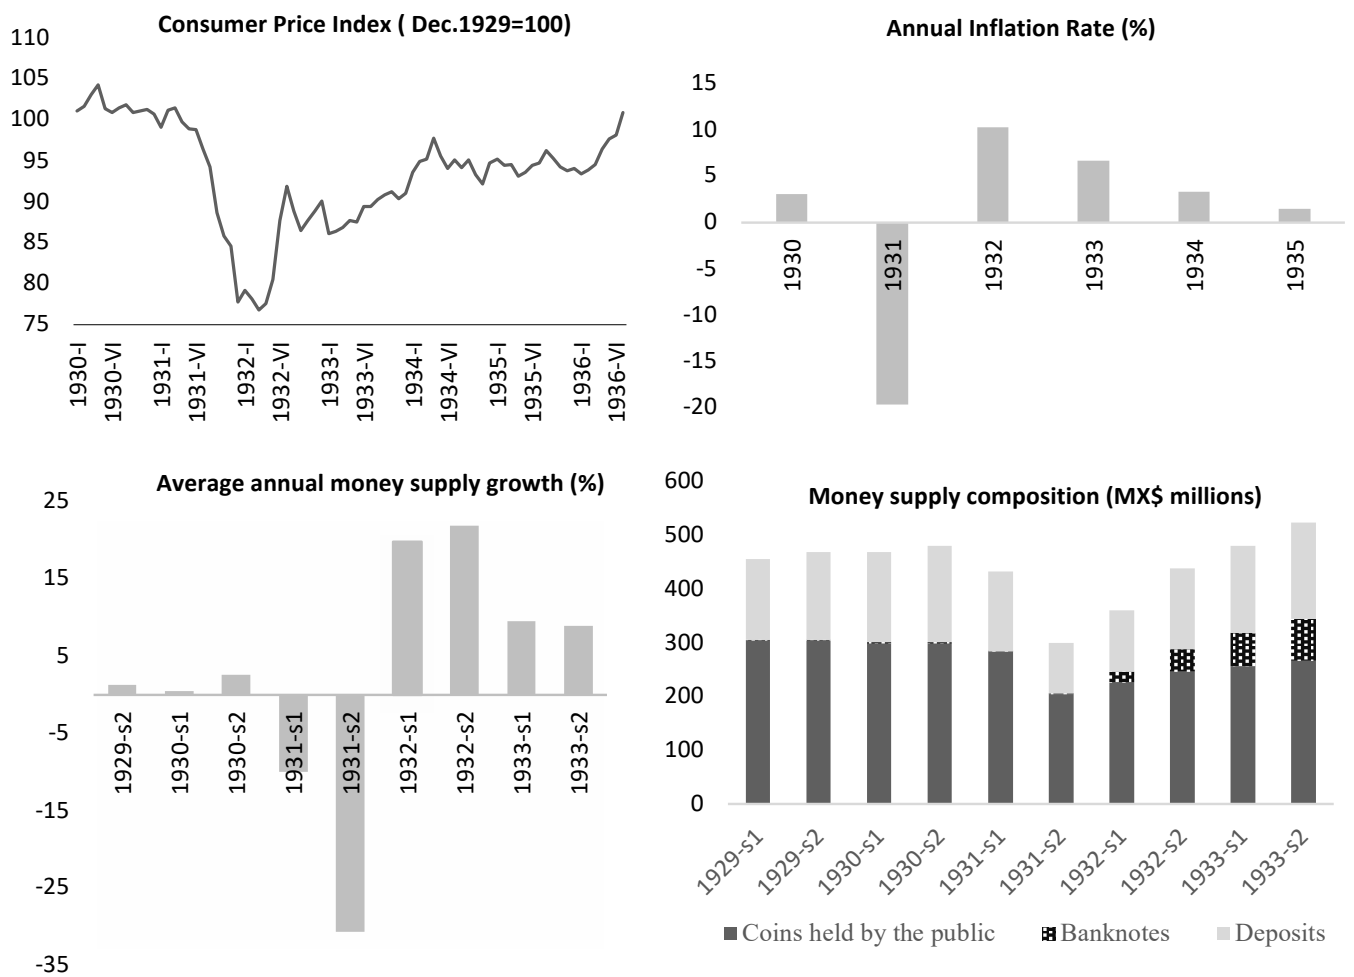 Consumer Price Index ( Dec.1929=100)
110
105
100
95
90
85
80
75
1930-I
1930-VI
1931-I
1931-VI
1932-I
1932-VI
1933-I
1933-VI
1934-I
1934-VI
1935-I
1935-VI
1936-I
1936-VI
Annual Inflation Rate (%)
15
10
5
0
-5
-10
-15
-20
1930
1931
1932
1933
1934
1935
Average annual money supply growth (%)
25
15
5
-5
-15
-25
-35
1929-s2
1930-s1
1930-s2
1931-s1
1931-s2
1932-s1
1932-s2
1933-s1
1933-s2
Money supply composition (MX$ millions)
600
500
400
300
200
100
0
1929-s1
1929-s2
1930-s1
1930-s2
1931-s1
1931-s2
1932-s1
1932-s2
1933-s1
1933-s2
Coins held by the public
Banknotes
Deposits